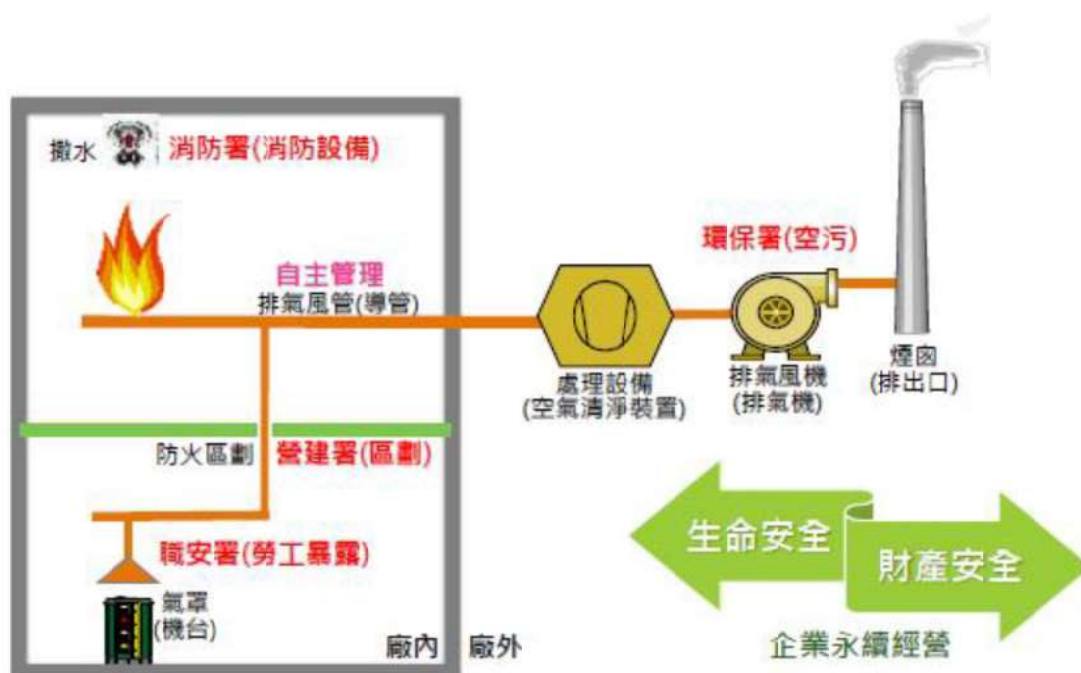 撒水
消防署(消防設備)
自主管理
排氣風管(導管)
環保署(空污)
處理設備
(空氣清淨裝置)
排氣風機
(排氣機)
煙囪
(排出口)
防火區劃
營建署(區劃)
職安署(勞工暴露)
氣罩
(機台)
廠內
廠外
生命安全
財產安全
企業永續經營